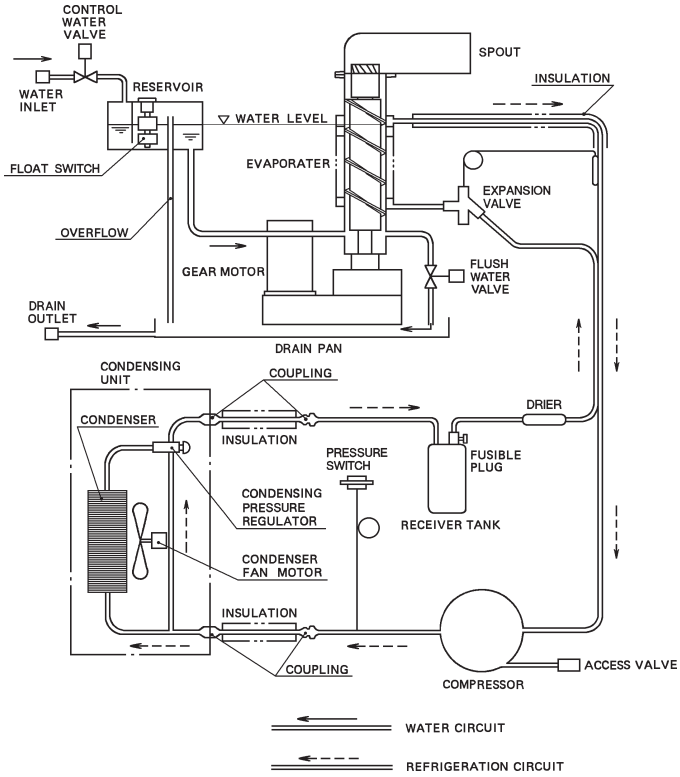 CONTROL
WATER
VALVE
SPOUT
WATER
INLET
RESERVOIR
INSULATION
WATER LEVEL
FLOAT SWITCH
EVAPORATER
EXPANSION
VALVE
OVERFLOW
GEAR MOTOR
FLUSH
WATER
VALVE
DRAIN
OUTLET
DRAIN PAN
CONDENSING
UNIT
COUPLING
CONDENSER
INSULATION
DRIER
PRESSURE
SWITCH
FUSIBLE
PLUG
CONDENSING
PRESSURE
REGULATOR
RECEIVER TANK
CONDENSER
FAN MOTOR
INSULATION
COUPLING
ACCESS VALVE
COMPRESSOR
WATER CIRCUIT
REFRIGERATION CIRCUIT